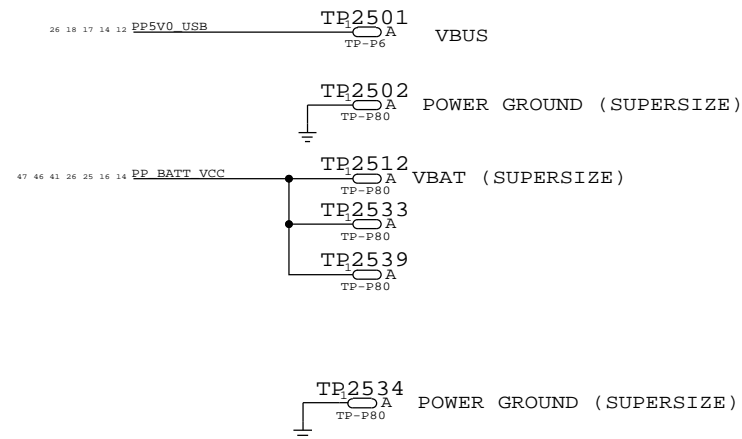 TP2501
26 18 17 14 12 PP5V0_USB 1 A VBUS
TP-P6
TP2502
1 A POWER GROUND (SUPERSIZE)
TP-P80
TP2512
47 46 41 26 25 16 14 PP_BATT_VCC 1 A VBAT (SUPERSIZE)
TP-P80
TP2533
1 A
TP-P80
TP2539
1 A
TP-P80
TP2534
1 A POWER GROUND (SUPERSIZE)
TP-P80